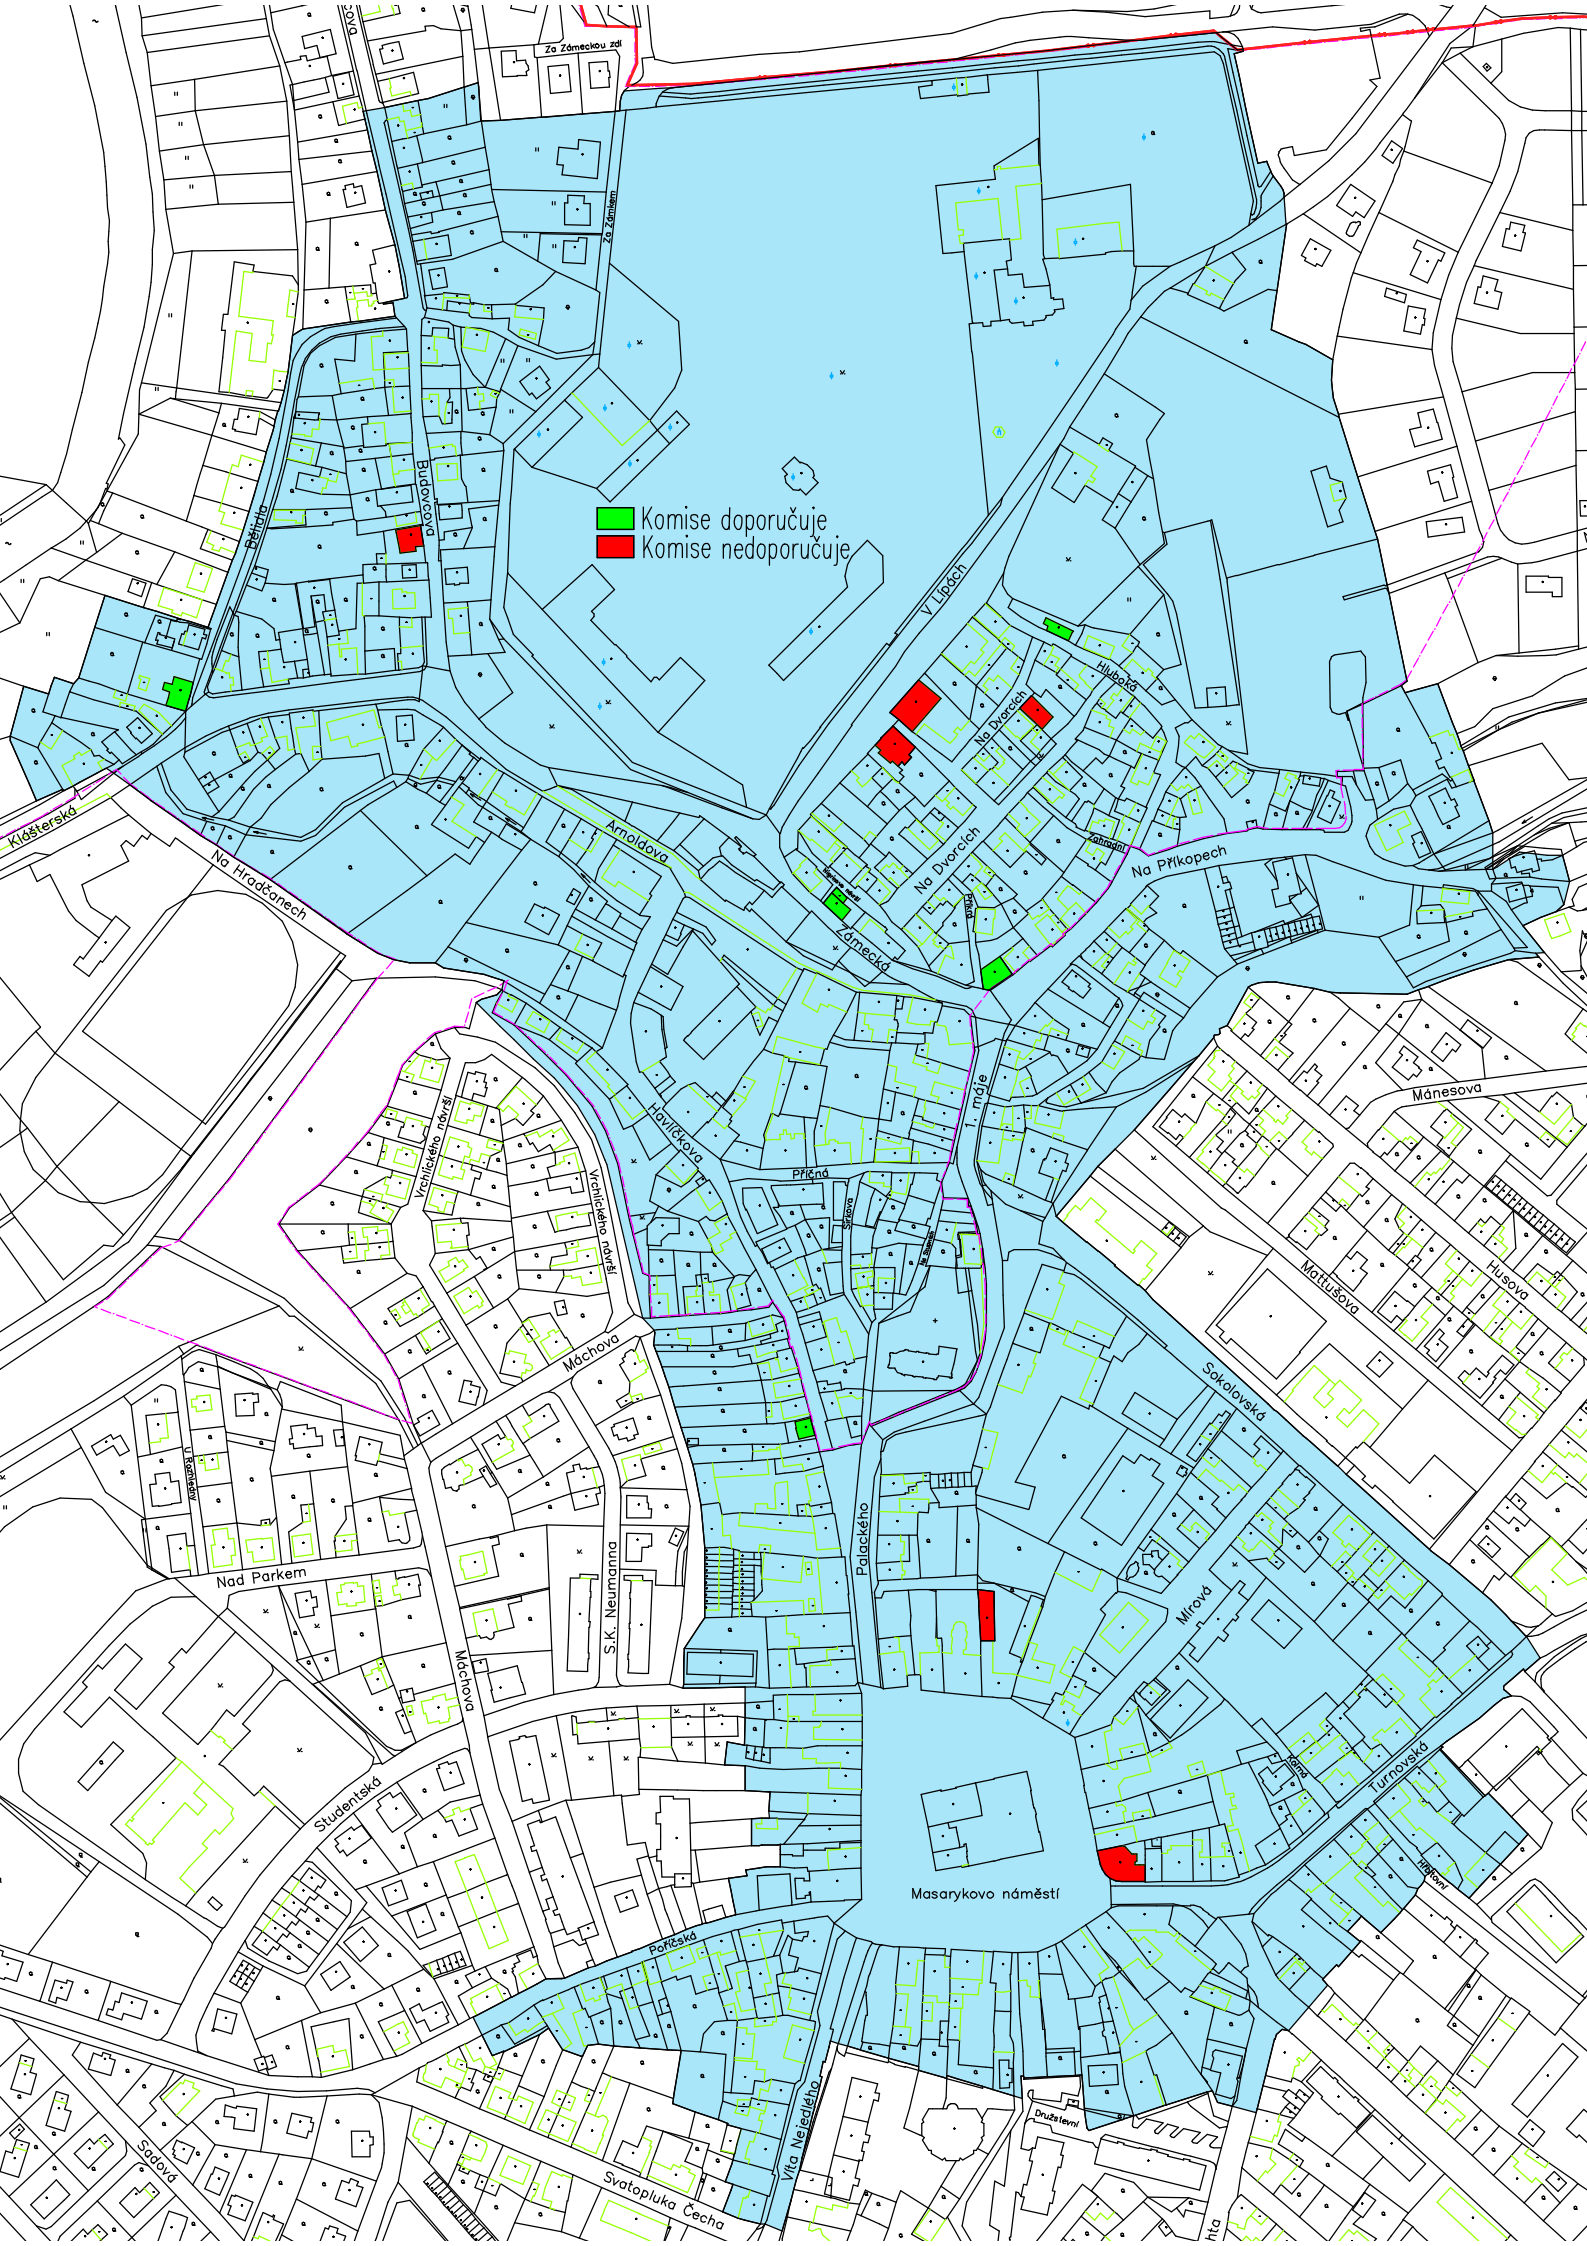 Za Zámeckou zdí
Za Zámkem
Budovcova
Bělidla
Komise doporučuje
Komise nedoporučuje
V Lipách
Hluboká
Na Dvorcích
Klášterská
Na Hradčanech
Arnoldova
Zahradní
Na Příkopech
Na Dvorcích
Zámecká
1. máje
Mánesova
Havlíčkova
Vrchlického návrší
Vrchlického návrší
Příčná
Šírkova
Husova
Mattušova
Máchova
Sokolovská
U Rozhledny
Palackého
S.K. Neumanna
Nad Parkem
Mírová
Máchova
Turnovská
Studentská
Masarykovo náměstí
Poříčská
Víta Nejedlého
Družstevní
Sadová
Svatopluka Čecha